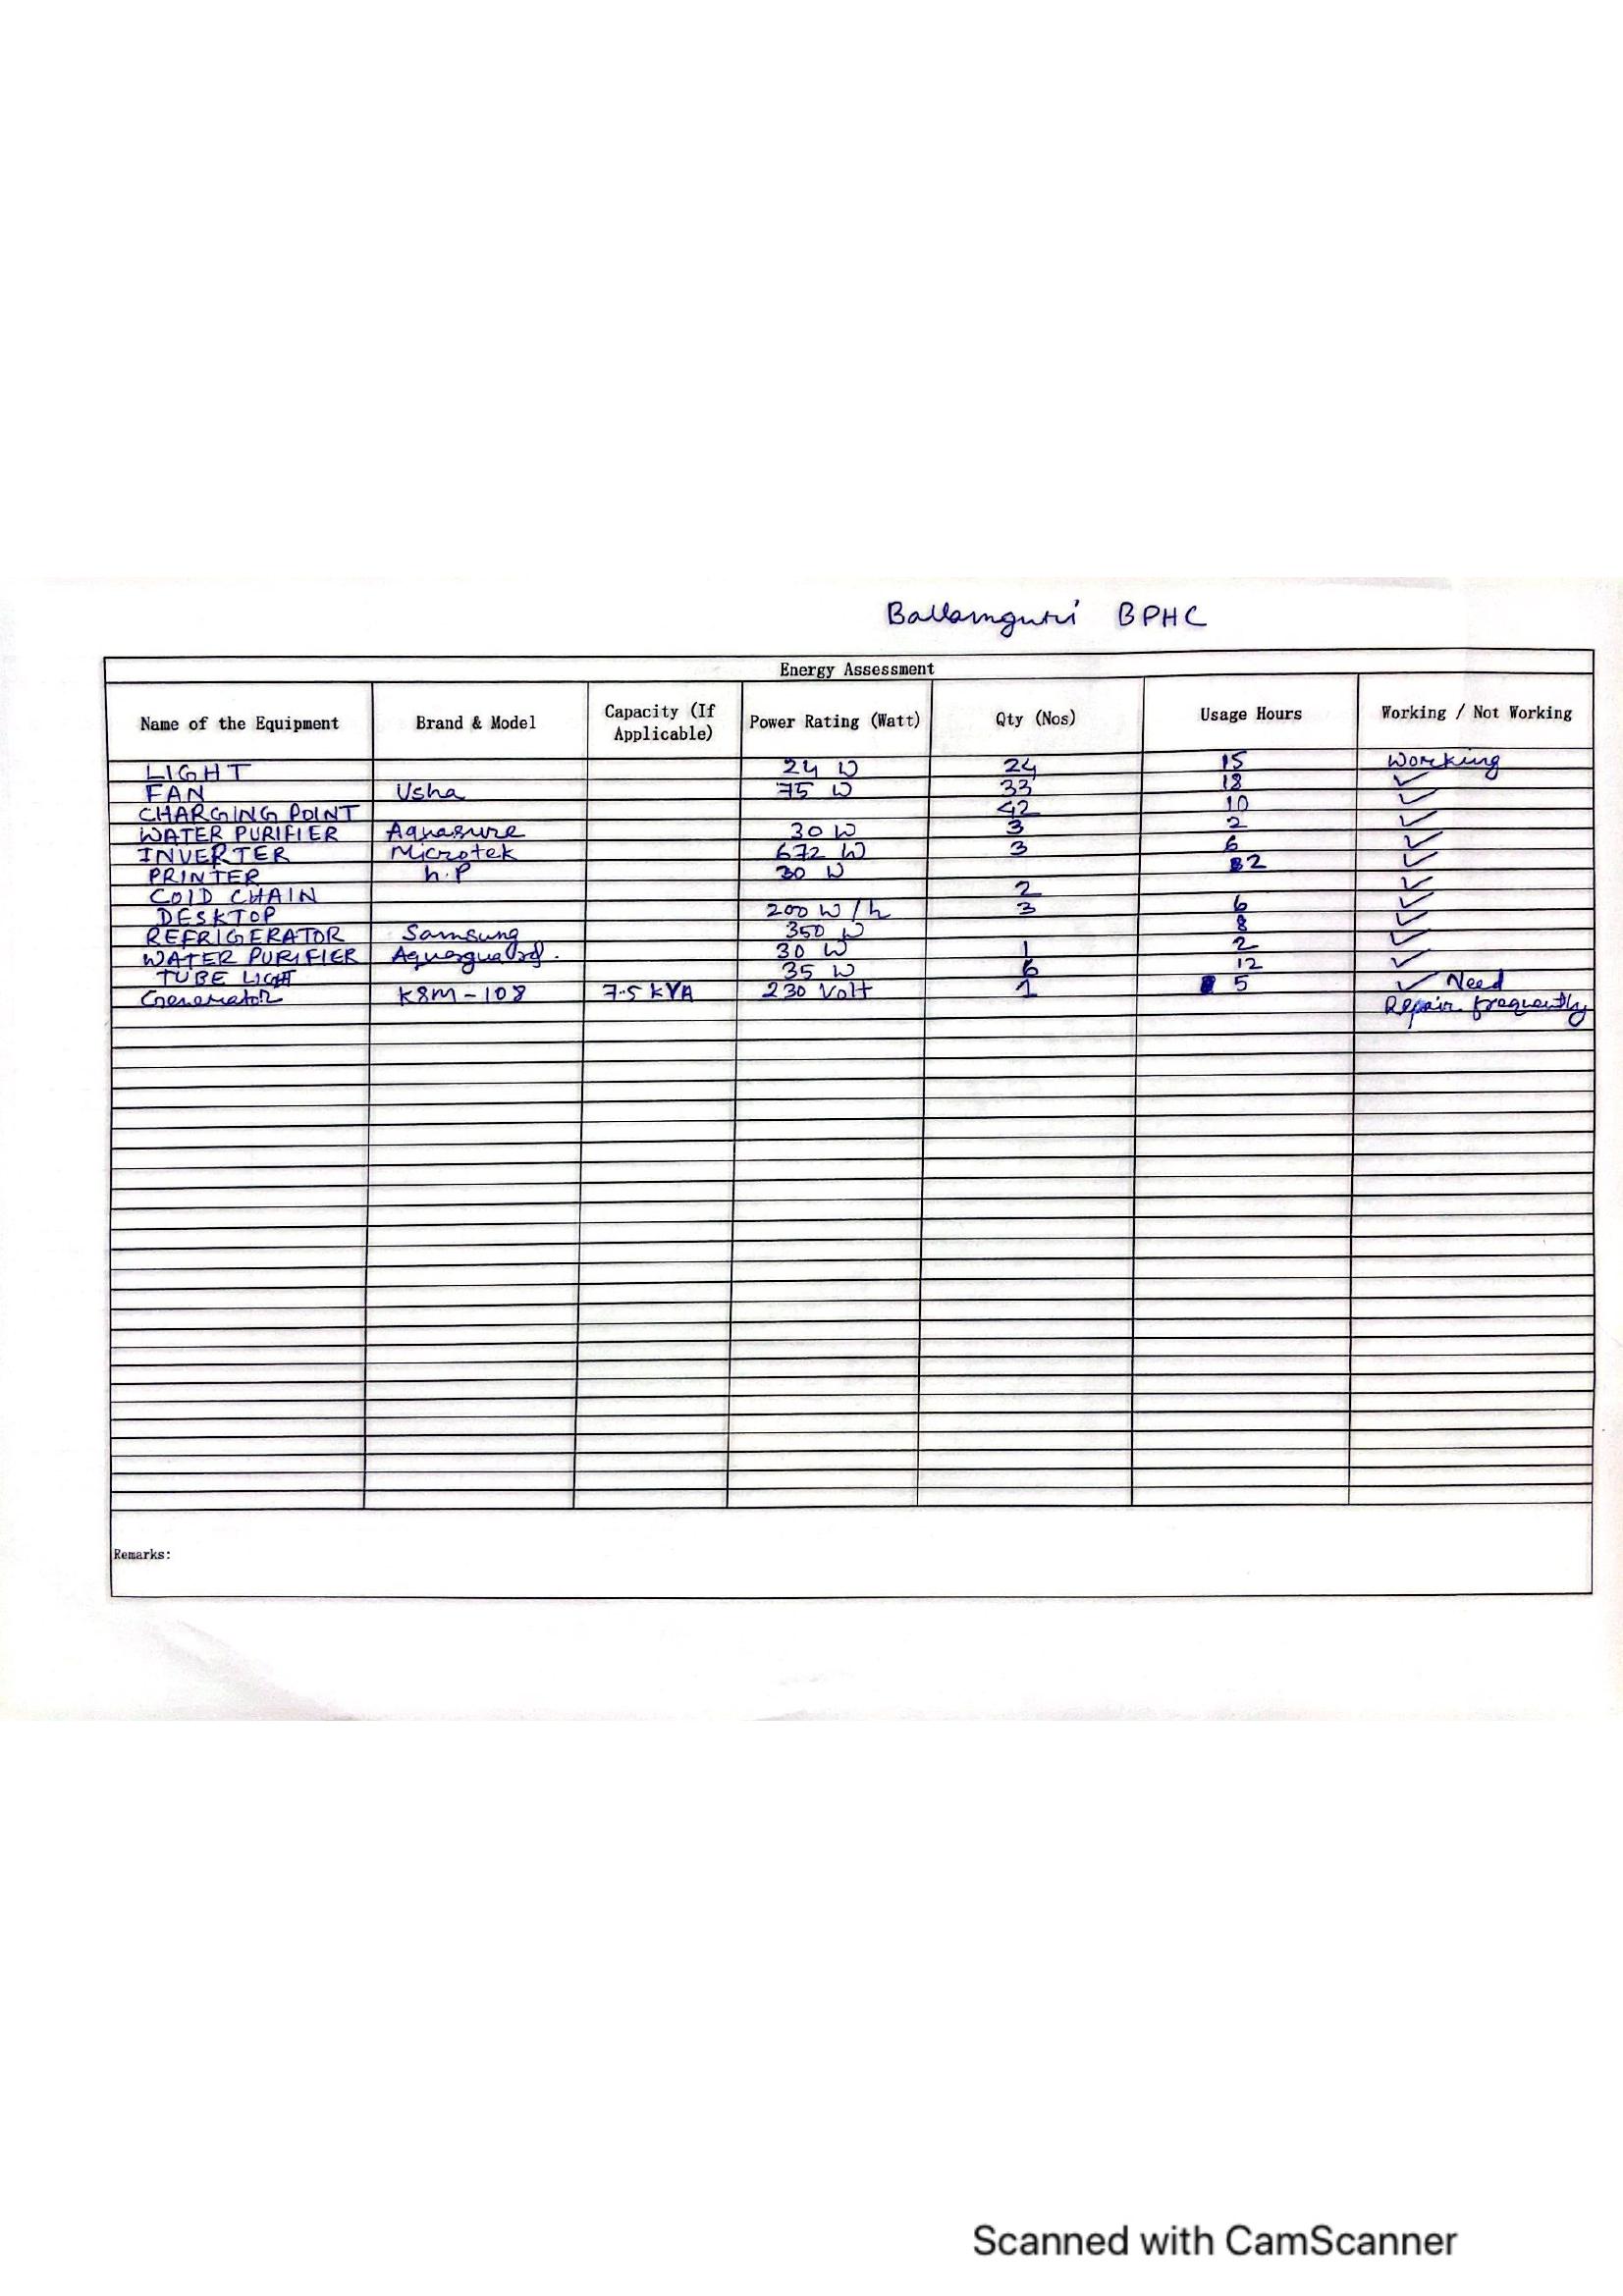 Ballamguri BPHC
Energy Assessment
Name of the Equipment Brand & Model Capacity (If Applicable) Power Rating (Watt) Qty (Nos) Usage Hours Working / Not Working
LIGHT 24 W 24 15 Working
FAN Usha 75 W 33 18 ✓
CHARGING POINT 42 10 ✓
WATER PURIFIER Aquasure 30 W 3 2 ✓
INVERTER Microtek 672 W 3 6 ✓
PRINTER h.P 30 W 2 ✓
COLD CHAIN 2 ✓
DESKTOP 200 W / h 3 6 ✓
REFRIGERATOR Samsung 350 W 8 ✓
WATER PURIFIER Aquaguard. 30 W 1 2 ✓
TUBE LIGHT 35 W 6 12 ✓
Generator K8M-108 7.5 KVA 230 Volt 1 5 ✓ Need
Repair frequently
Remarks:
Scanned with CamScanner